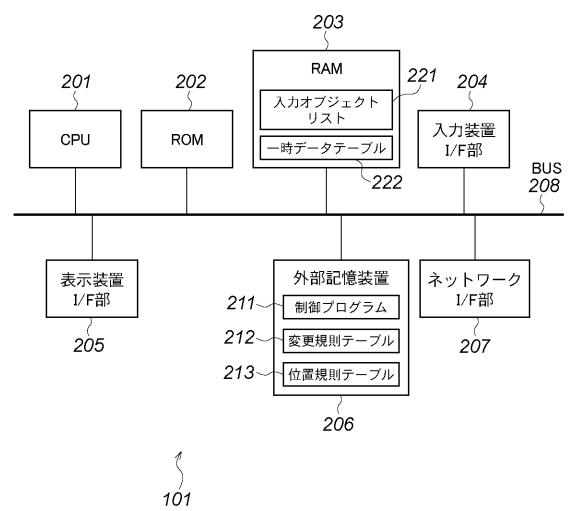 203
201
202
RAM
221
204
CPU
ROM
入力オブジェクト
リスト
入力装置
I/F部
一時データテーブル
222
BUS
208
表示装置
I/F部
外部記憶装置
ネットワーク
I/F部
211
制御プログラム
205
212
変更規則テーブル
207
213
位置規則テーブル
206
101